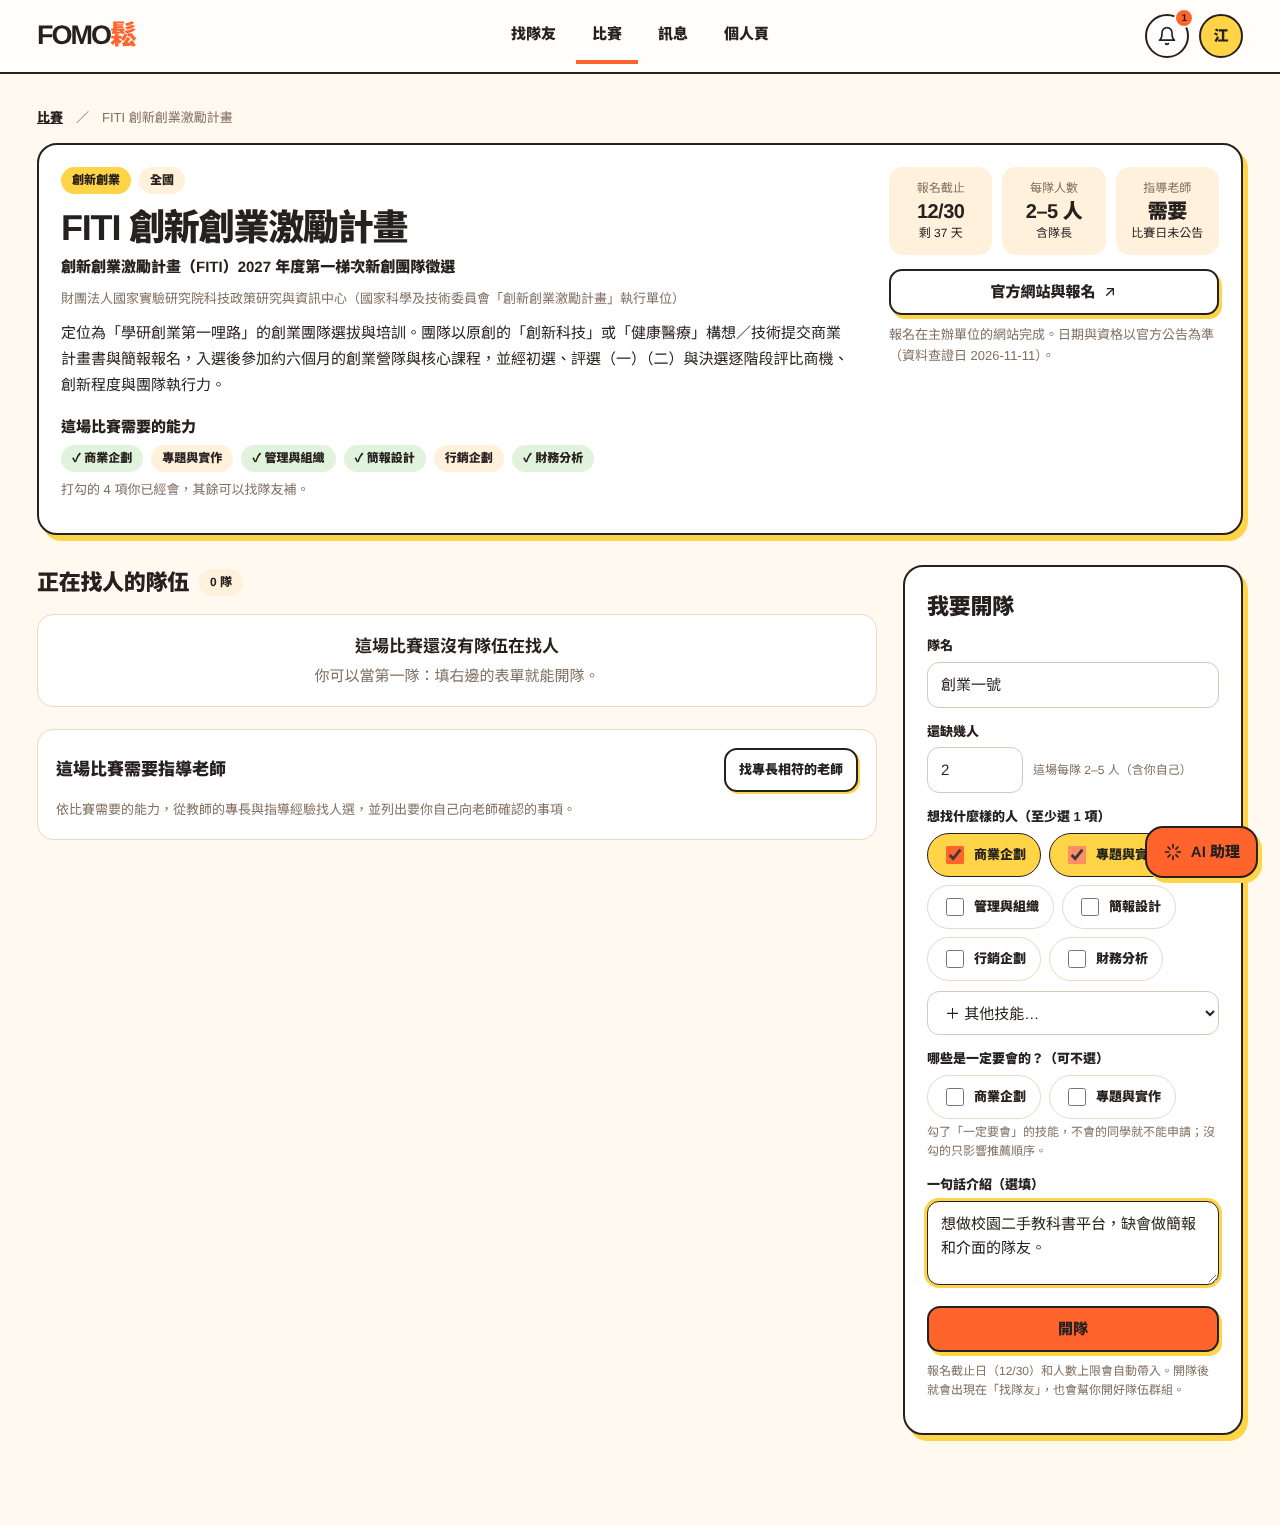 FOMO鬆
找隊友
比賽
訊息
個人頁
1
江
比賽 ／ FITI 創新創業激勵計畫
創新創業
全國
FITI 創新創業激勵計畫
創新創業激勵計畫（FITI）2027 年度第一梯次新創團隊徵選
財團法人國家實驗研究院科技政策研究與資訊中心（國家科學及技術委員會「創新創業激勵計畫」執行單位）
定位為「學研創業第一哩路」的創業團隊選拔與培訓。團隊以原創的「創新科技」或「健康醫療」構想／技術提交商業
計畫書與簡報報名，入選後參加約六個月的創業營隊與核心課程，並經初選、評選（一）（二）與決選逐階段評比商機、
創新程度與團隊執行力。
這場比賽需要的能力
✓ 商業企劃
專題與實作
✓ 管理與組織
✓ 簡報設計
行銷企劃
✓ 財務分析
打勾的 4 項你已經會，其餘可以找隊友補。
報名截止
12/30
剩 37 天
每隊人數
2–5 人
含隊長
指導老師
需要
比賽日未公告
官方網站與報名 ↗
報名在主辦單位的網站完成。日期與資格以官方公告為準
（資料查證日 2026-11-11）。
正在找人的隊伍
0 隊
這場比賽還沒有隊伍在找人
你可以當第一隊：填右邊的表單就能開隊。
這場比賽需要指導老師
找專長相符的老師
依比賽需要的能力，從教師的專長與指導經驗找人選，並列出要你自己向老師確認的事項。
我要開隊
隊名
創業一號
還缺幾人
2
這場每隊 2–5 人（含你自己）
想找什麼樣的人（至少選 1 項）
商業企劃
專題與實
AI 助理
管理與組織
簡報設計
行銷企劃
財務分析
＋ 其他技能…
哪些是一定要會的？（可不選）
商業企劃
專題與實作
勾了「一定要會」的技能，不會的同學就不能申請；沒
勾的只影響推薦順序。
一句話介紹（選填）
想做校園二手教科書平台，缺會做簡報
和介面的隊友。
開隊
報名截止日（12/30）和人數上限會自動帶入。開隊後
就會出現在「找隊友」，也會幫你開好隊伍群組。